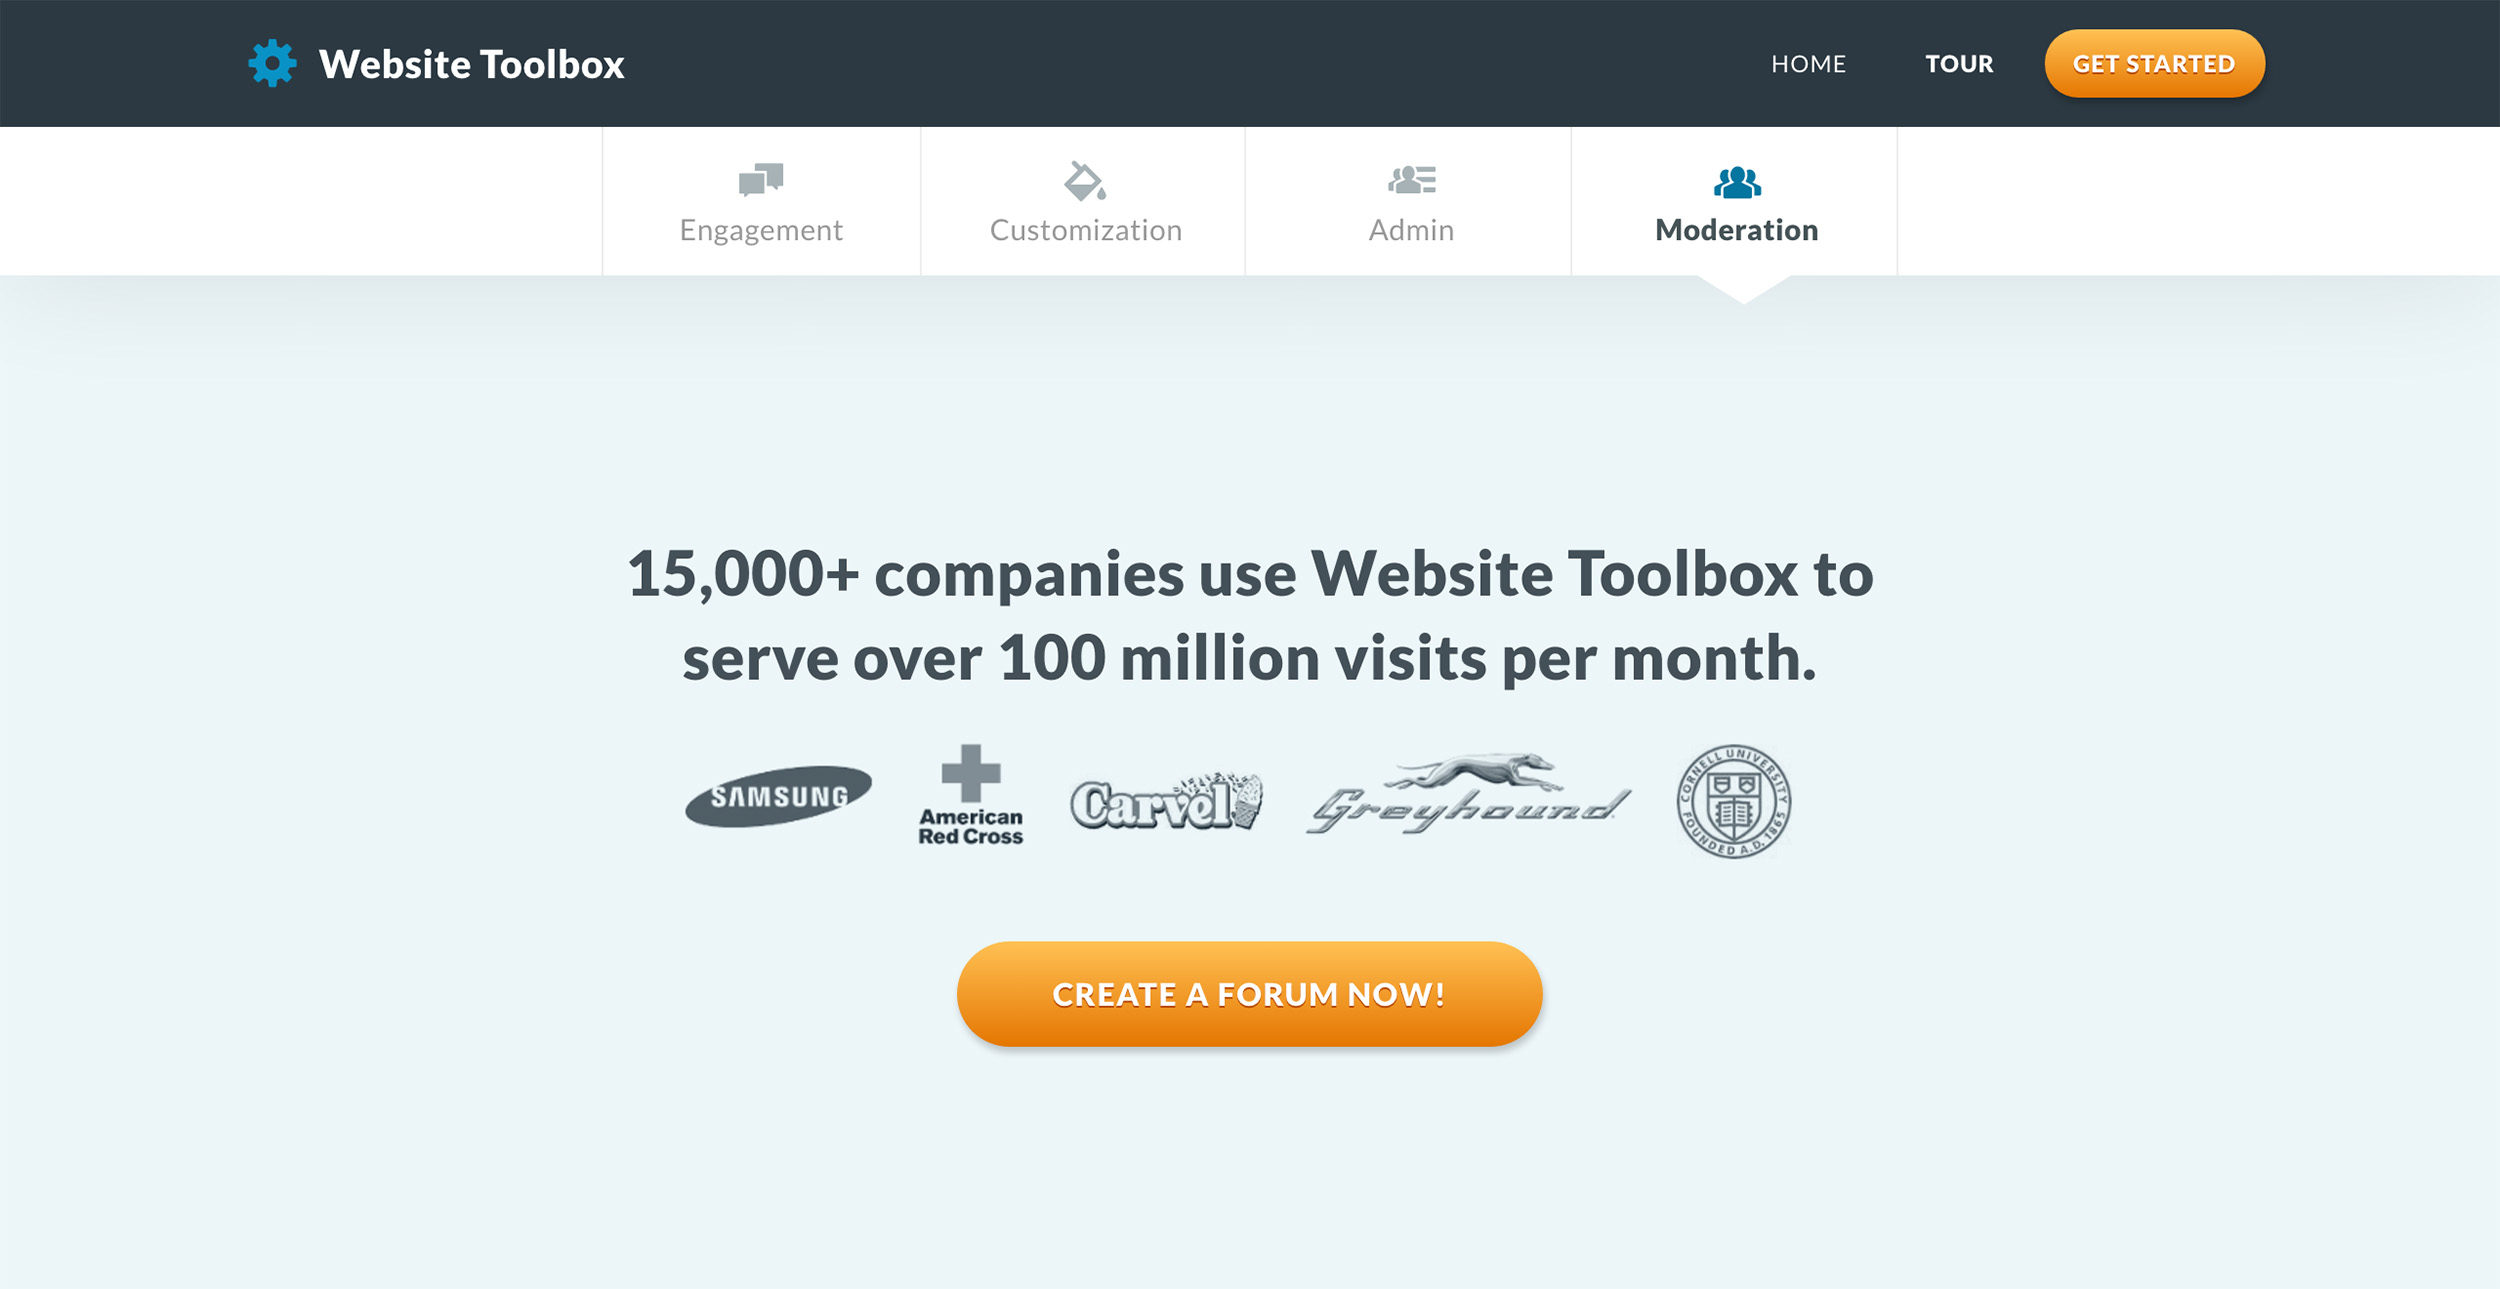 Website Toolbox
HOME
TOUR
GET STARTED
Engagement
Customization
Admin
Moderation
15,000+ companies use Website Toolbox to
serve over 100 million visits per month.
SAMSUNG
American
Red Cross
Carvel
Greyhound
CORNELL UNIVERSITY
FOUNDED A.D. 1865
CREATE A FORUM NOW!